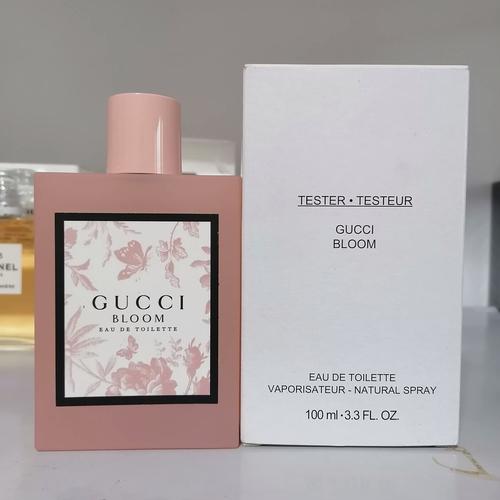 GUCCI
BLOOM
EAU DE TOILETTE
TESTER • TESTEUR
GUCCI
BLOOM
EAU DE TOILETTE
VAPORISATEUR - NATURAL SPRAY
100 ml • 3.3 FL. OZ.